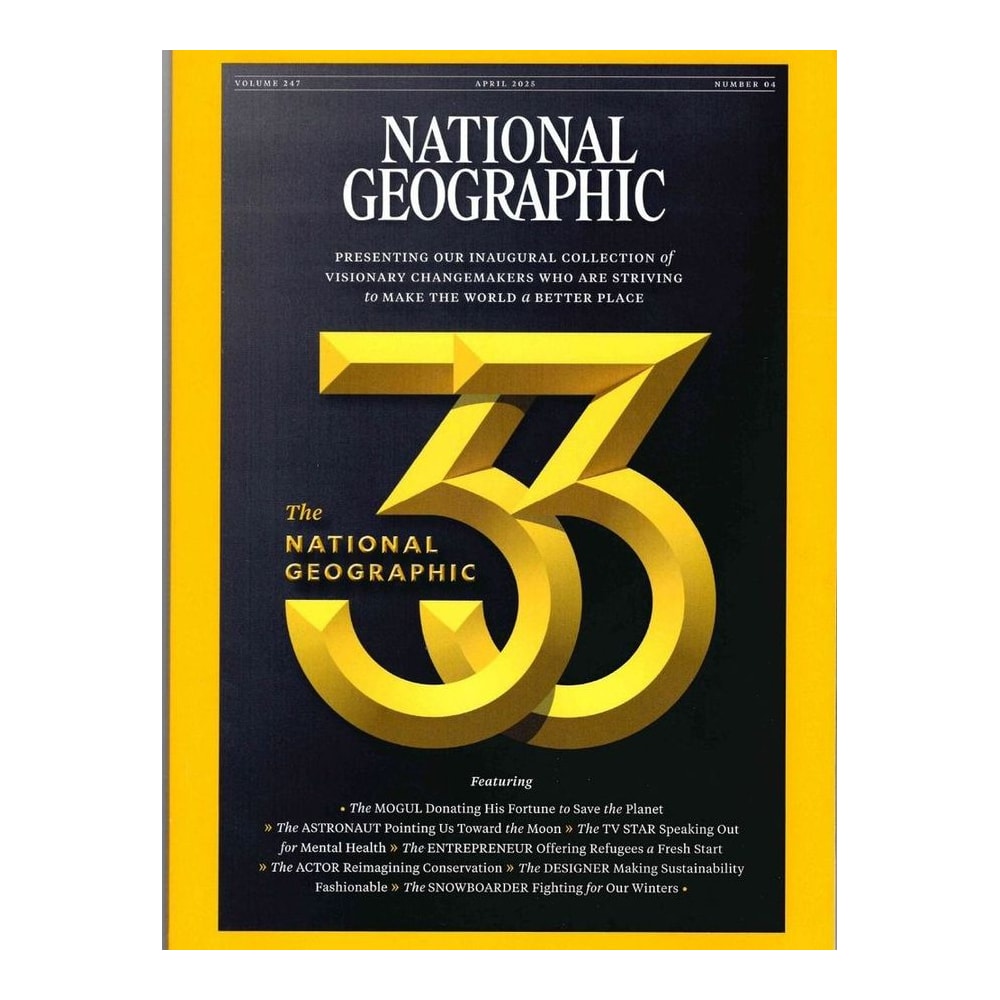 VOLUME 247 APRIL 2025 NUMBER 04
NATIONAL
GEOGRAPHIC
PRESENTING OUR INAUGURAL COLLECTION of
VISIONARY CHANGEMAKERS WHO ARE STRIVING
to MAKE THE WORLD a BETTER PLACE
33
The
NATIONAL
GEOGRAPHIC
Featuring
• The MOGUL Donating His Fortune to Save the Planet
» The ASTRONAUT Pointing Us Toward the Moon » The TV STAR Speaking Out
for Mental Health » The ENTREPRENEUR Offering Refugees a Fresh Start
» The ACTOR Reimagining Conservation » The DESIGNER Making Sustainability
Fashionable » The SNOWBOARDER Fighting for Our Winters •